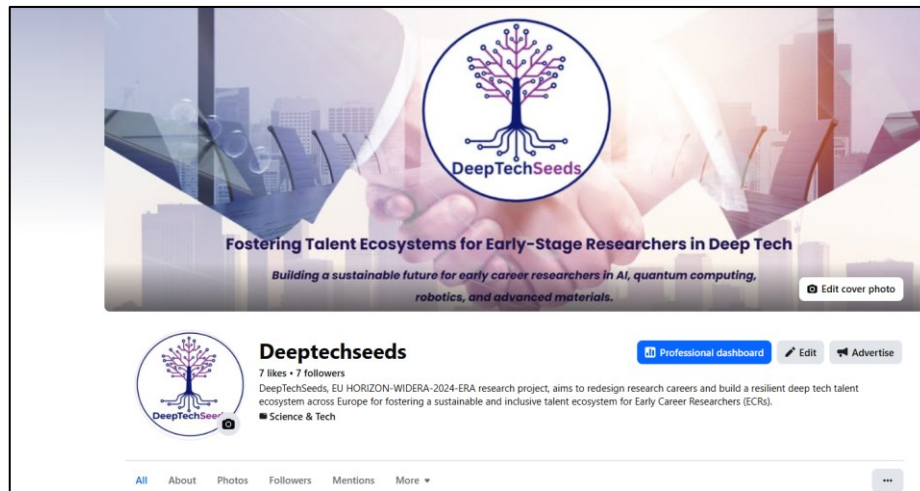 DeepTechSeeds
Fostering Talent Ecosystems for Early-Stage Researchers in Deep Tech
Building a sustainable future for early career researchers in AI, quantum computing,
robotics, and advanced materials.
Edit cover photo
DeepTechSeeds
Deeptechseeds
7 likes • 7 followers
DeepTechSeeds, EU HORIZON-WIDERA-2024-ERA research project, aims to redesign research careers and build a resilient deep tech talent
ecosystem across Europe for fostering a sustainable and inclusive talent ecosystem for Early Career Researchers (ECRs).
Science & Tech
Professional dashboard
Edit
Advertise
All About Photos Followers Mentions More